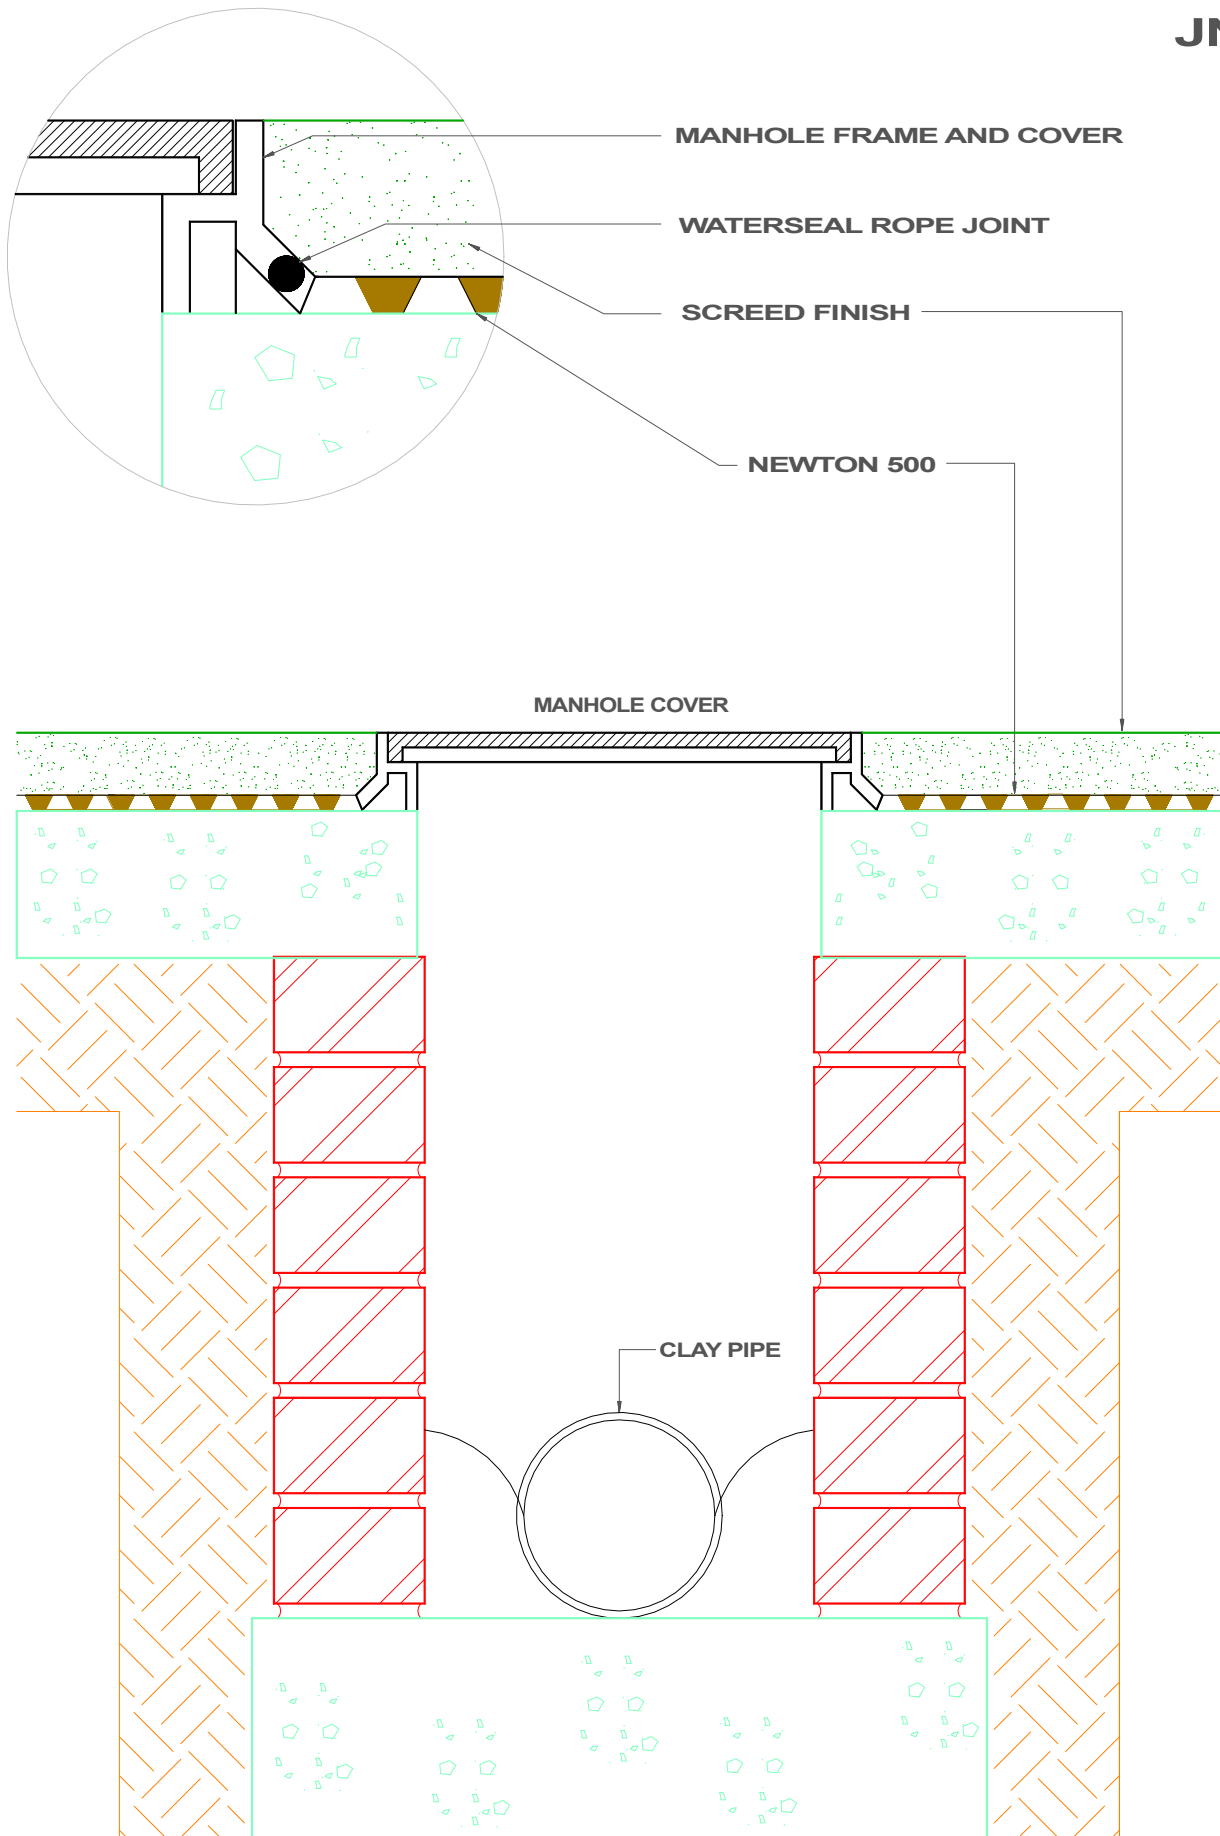 MANHOLE FRAME AND COVER
WATERSEAL ROPE JOINT
SCREED FINISH
NEWTON 500
MANHOLE COVER
CLAY PIPE